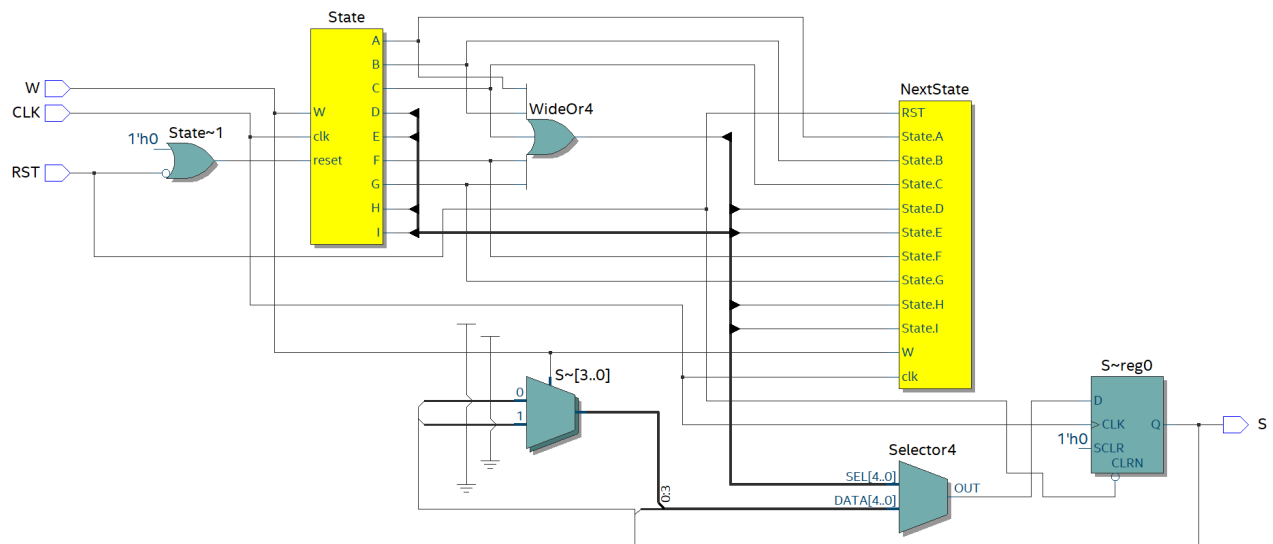 State
A
B
C
D
E
F
G
H
I
W
clk
reset
W
CLK
RST
1'h0
State~1
WideOr4
NextState
RST
State.A
State.B
State.C
State.D
State.E
State.F
State.G
State.H
State.I
W
clk
S~[3..0]
0
1
0:3
Selector4
SEL[4..0]
DATA[4..0]
OUT
S~reg0
D
>CLK
Q
1'h0
SCLR
CLRN
S